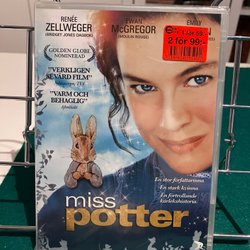 RENÉE
ZELLWEGER
(BRIDGET JONES DAGBOK)
EWAN
McGREGOR
(MOULIN ROUGE)
EMILY
2 för 99:-
GOLDEN GLOBE
NOMINERAD
"VERKLIGEN
SEVÄRD FILM"
"VARM OCH
BEHAGLIG"
En stor författarinna
En stark kvinna
En förtrollande
kärlekshistoria
miss
potter